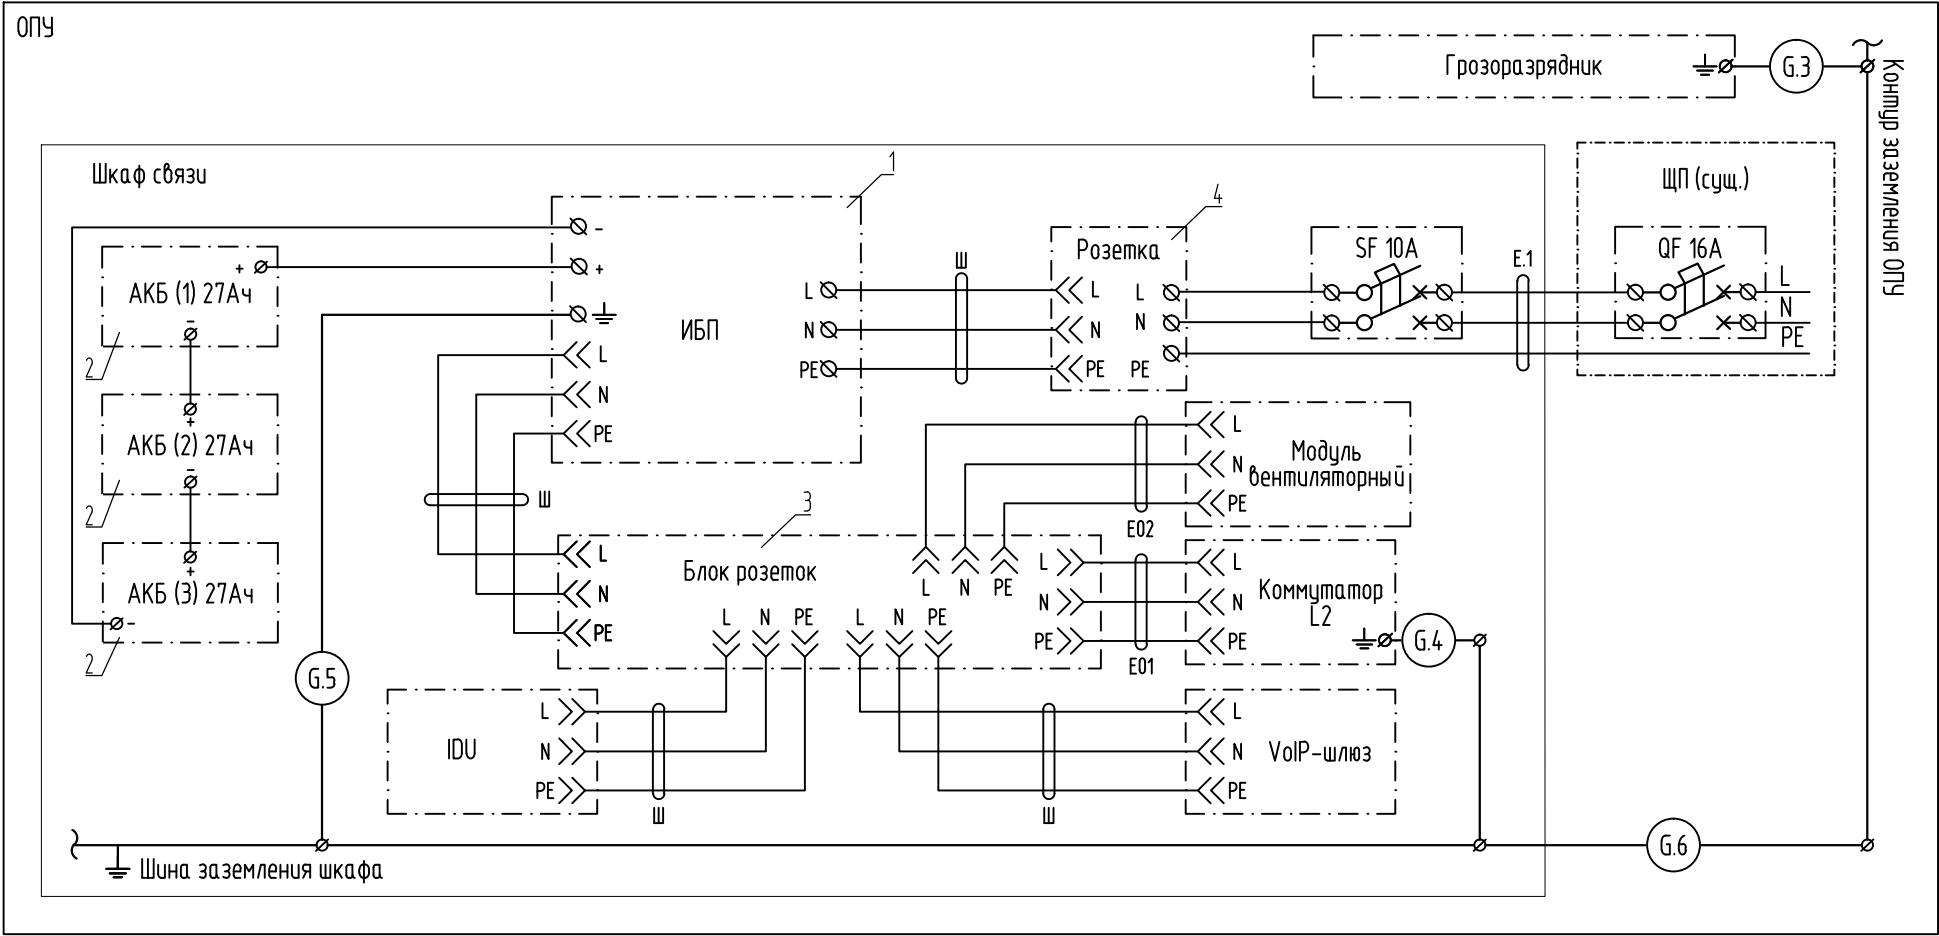 ОПУ
Грозоразрядник
G.3
Контур заземления ОПУ
Шкаф связи
1
4
ЩП (сущ.)
-
+
L
N
PE
ИБП
L
N
PE
Ш
Розетка
L
N
PE
L
N
PE
SF 10А
E.1
QF 16А
L
N
PE
+
АКБ (1) 27Ач
-
2
+
АКБ (2) 27Ач
-
2
+
АКБ (3) 27Ач
-
2
Ш
3
Блок розеток
L
N
PE
L
N
PE
L
N
PE
L
N
PE
L
N
PE
E02
L
N
PE
Модуль
вентиляторный
E01
L
N
PE
Коммутатор
L2
G.4
G.5
IDU
L
N
PE
Ш
Ш
L
N
PE
VoIP-шлюз
G.6
Шина заземления шкафа